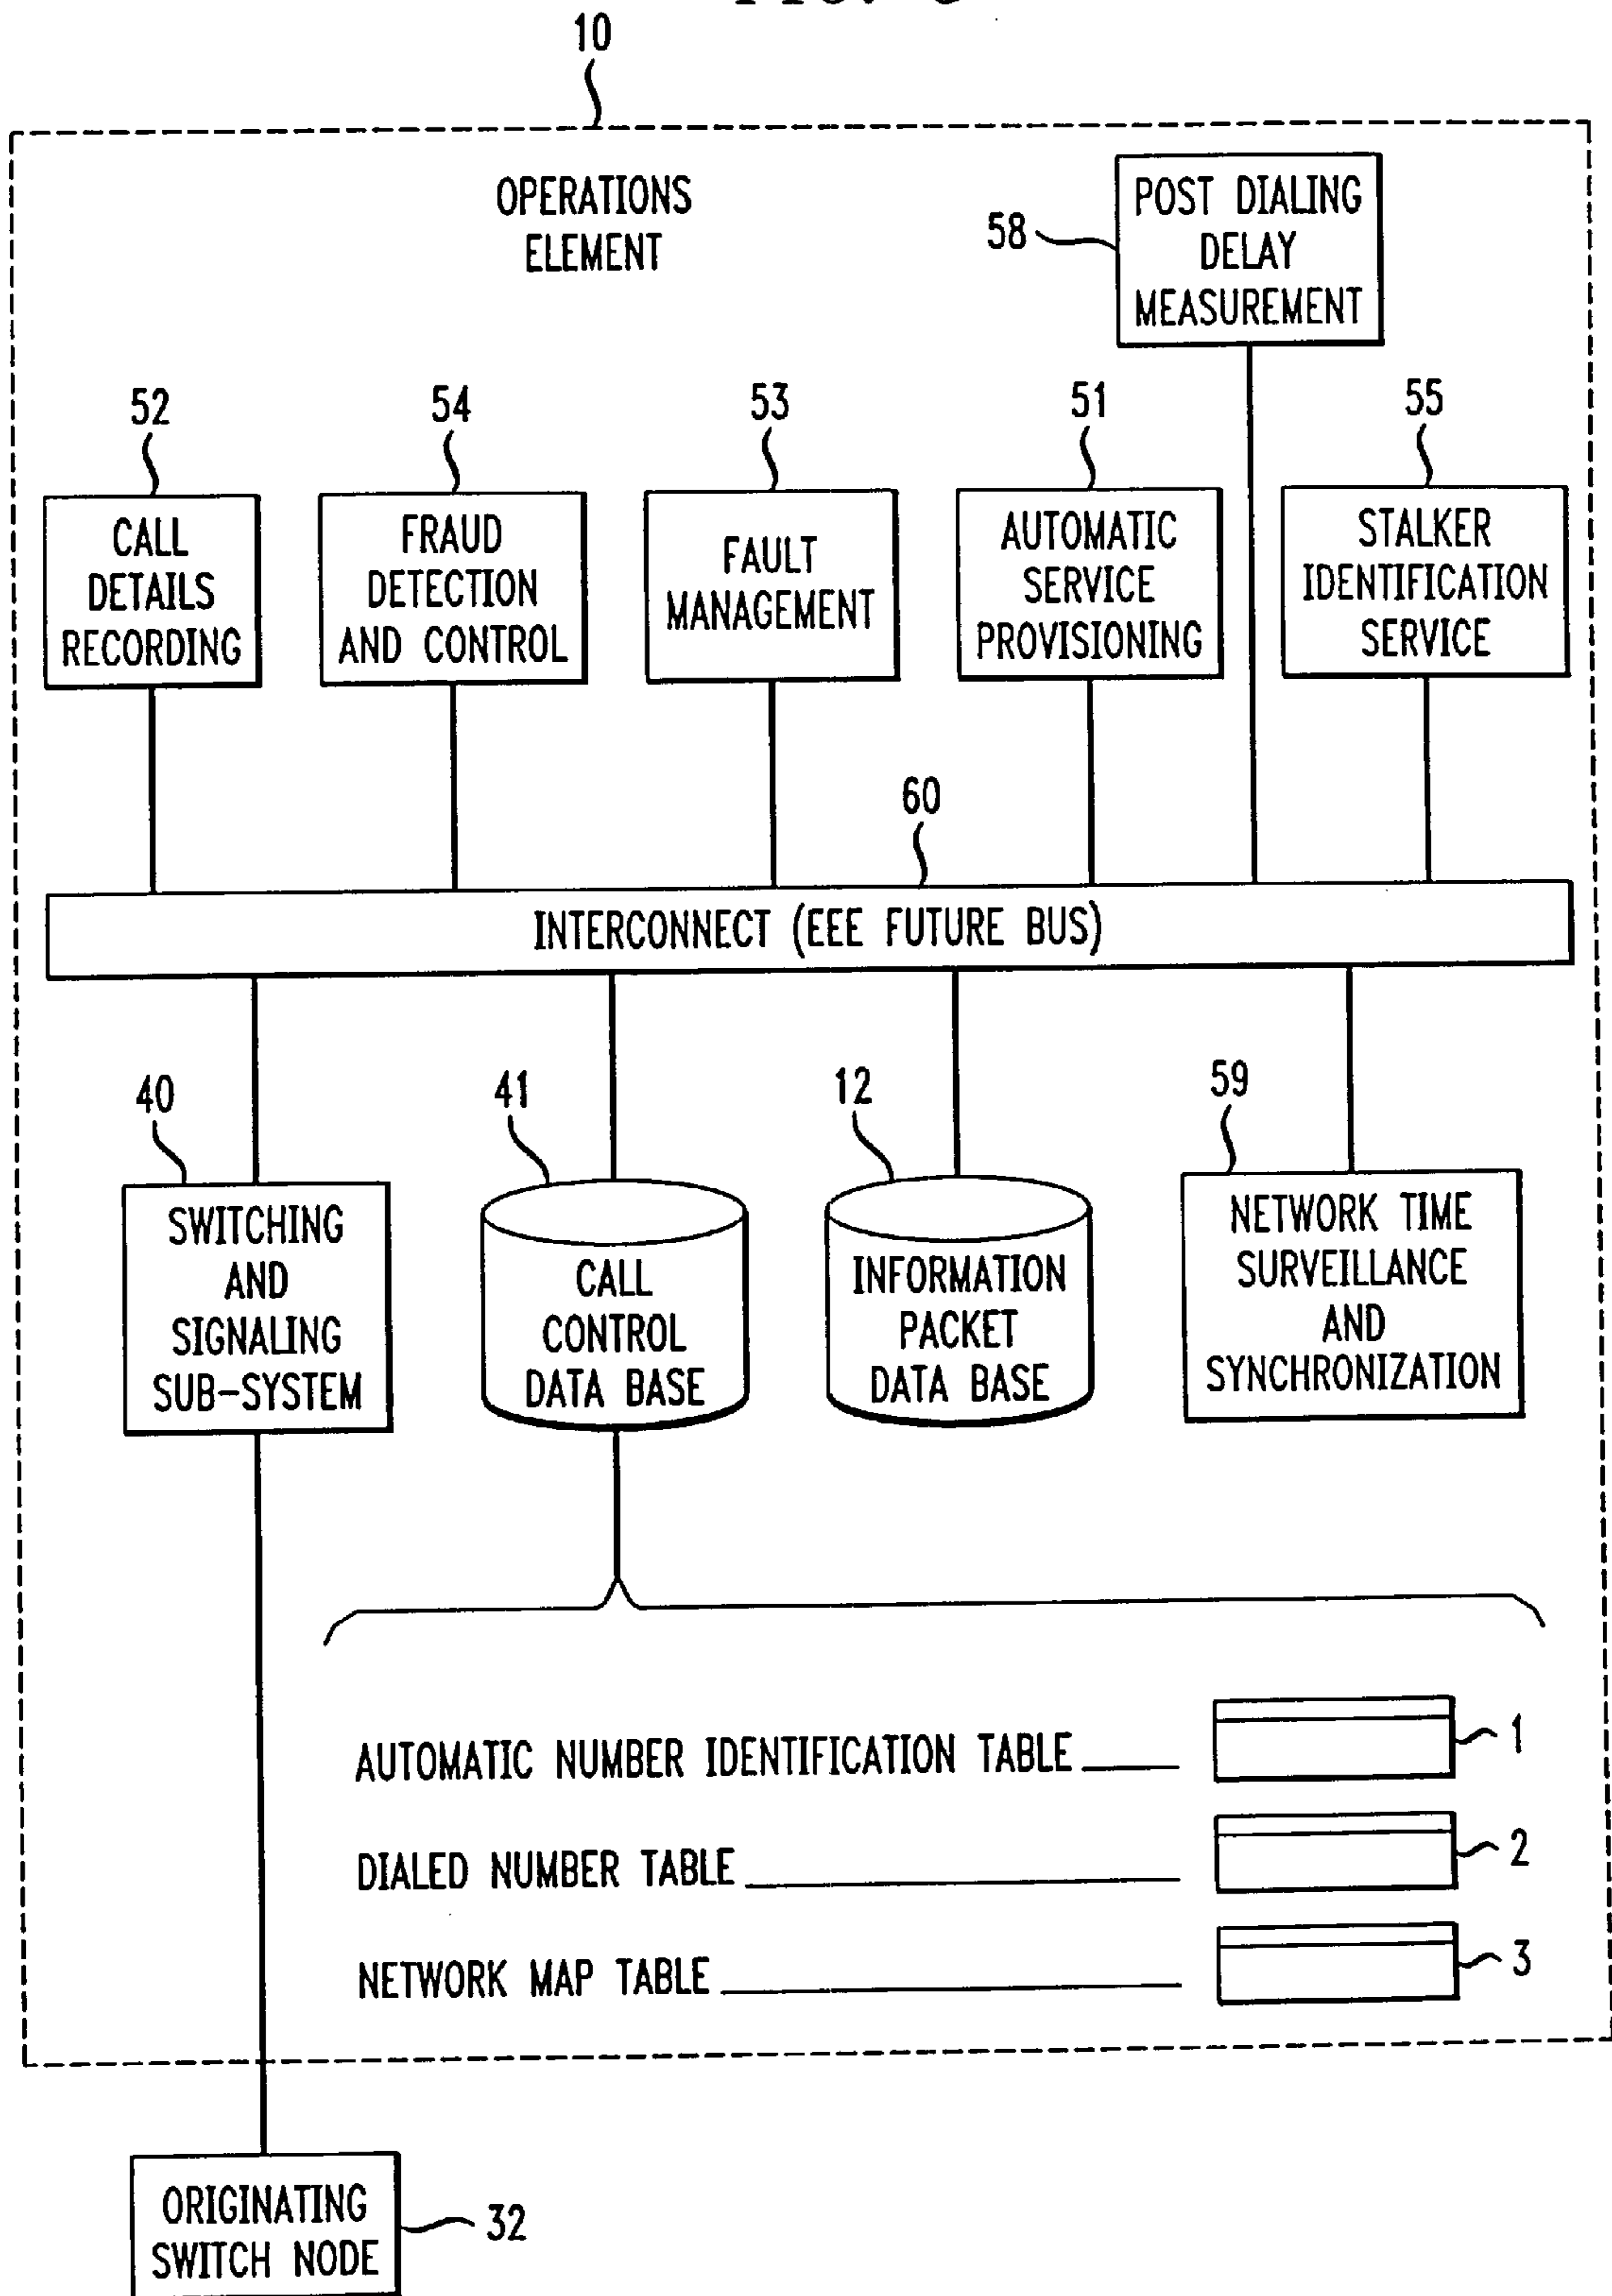 10
OPERATIONS
ELEMENT
58
POST DIALING
DELAY
MEASUREMENT
52
54
53
51
55
CALL
DETAILS
RECORDING
FRAUD
DETECTION
AND CONTROL
FAULT
MANAGEMENT
AUTOMATIC
SERVICE
PROVISIONING
STALKER
IDENTIFICATION
SERVICE
60
INTERCONNECT (EEE FUTURE BUS)
40
41
12
59
SWITCHING
AND
SIGNALING
SUB-SYSTEM
CALL
CONTROL
DATA BASE
INFORMATION
PACKET
DATA BASE
NETWORK TIME
SURVEILLANCE
AND
SYNCHRONIZATION
AUTOMATIC NUMBER IDENTIFICATION TABLE
1
DIALED NUMBER TABLE
2
NETWORK MAP TABLE
3
ORIGINATING
SWITCH NODE
32